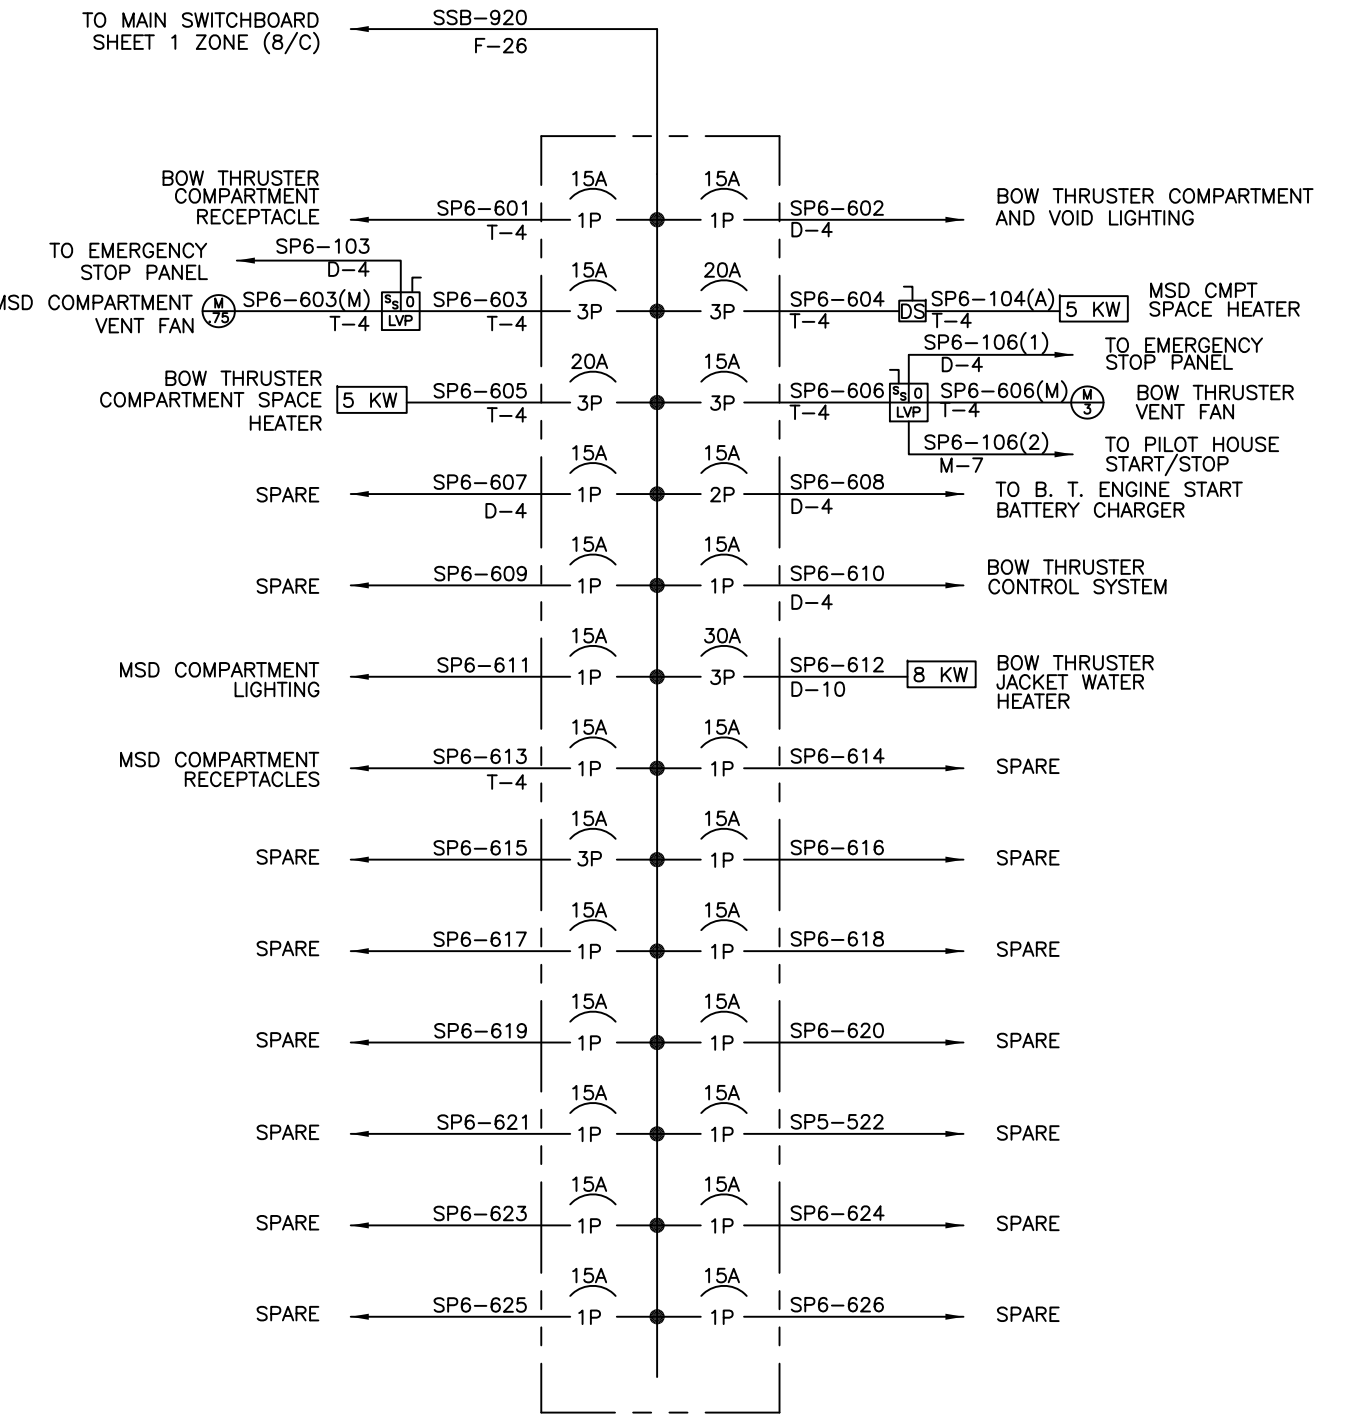 TO MAIN SWITCHBOARD
SHEET 1 ZONE (8/C)
SSB-920
F-26
BOW THRUSTER
COMPARTMENT
RECEPTACLE
SP6-601
T-4
15A
1P
15A
1P
SP6-602
D-4
BOW THRUSTER COMPARTMENT
AND VOID LIGHTING
TO EMERGENCY
STOP PANEL
SP6-103
D-4
MSD COMPARTMENT
VENT FAN
M
.75
SP6-603(M)
T-4
S
S O
LVP
SP6-603
T-4
15A
3P
20A
3P
SP6-604
T-4
DS
SP6-104(A)
T-4
5 KW
MSD CMPT
SPACE HEATER
SP6-106(1)
D-4
TO EMERGENCY
STOP PANEL
BOW THRUSTER
COMPARTMENT SPACE
HEATER
5 KW
SP6-605
T-4
20A
3P
15A
3P
SP6-606
T-4
S
S O
LVP
SP6-606(M)
T-4
M
3
BOW THRUSTER
VENT FAN
SP6-106(2)
M-7
TO PILOT HOUSE
START/STOP
SPARE
SP6-607
D-4
15A
1P
15A
2P
SP6-608
D-4
TO B. T. ENGINE START
BATTERY CHARGER
SPARE
SP6-609
15A
1P
15A
1P
SP6-610
D-4
BOW THRUSTER
CONTROL SYSTEM
MSD COMPARTMENT
LIGHTING
SP6-611
15A
1P
30A
3P
SP6-612
D-10
8 KW
BOW THRUSTER
JACKET WATER
HEATER
MSD COMPARTMENT
RECEPTACLES
SP6-613
T-4
15A
1P
15A
1P
SP6-614
SPARE
SPARE
SP6-615
15A
3P
15A
1P
SP6-616
SPARE
SPARE
SP6-617
15A
1P
15A
1P
SP6-618
SPARE
SPARE
SP6-619
15A
1P
15A
1P
SP6-620
SPARE
SPARE
SP6-621
15A
1P
15A
1P
SP5-522
SPARE
SPARE
SP6-623
15A
1P
15A
1P
SP6-624
SPARE
SPARE
SP6-625
15A
1P
15A
1P
SP6-626
SPARE